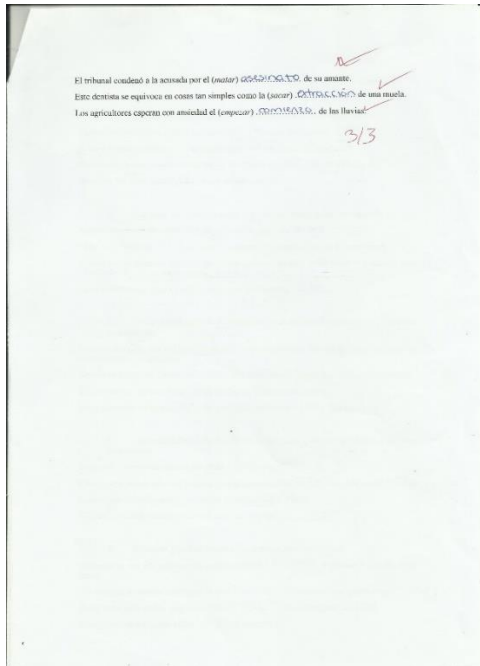 El tribunal condenó a la acusada por el (matar) asesinato de su amante.
Este dentista se equivoca en cosas tan simples como la (sacar) extracción de una muela.
Los agricultores esperan con ansiedad el (empezar) comienzo de las lluvias.
3/3